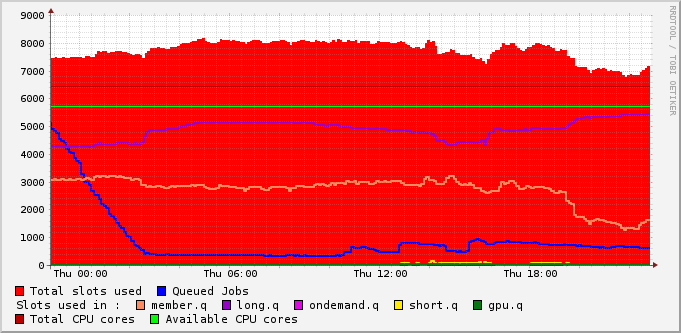 9000
8000
7000
6000
5000
4000
3000
2000
1000
0
Thu 00:00 Thu 06:00 Thu 12:00 Thu 18:00
RRDTOOL / TOBI OETIKER
Total slots used Queued Jobs
Slots used in : member.q long.q ondemand.q short.q gpu.q
Total CPU cores Available CPU cores